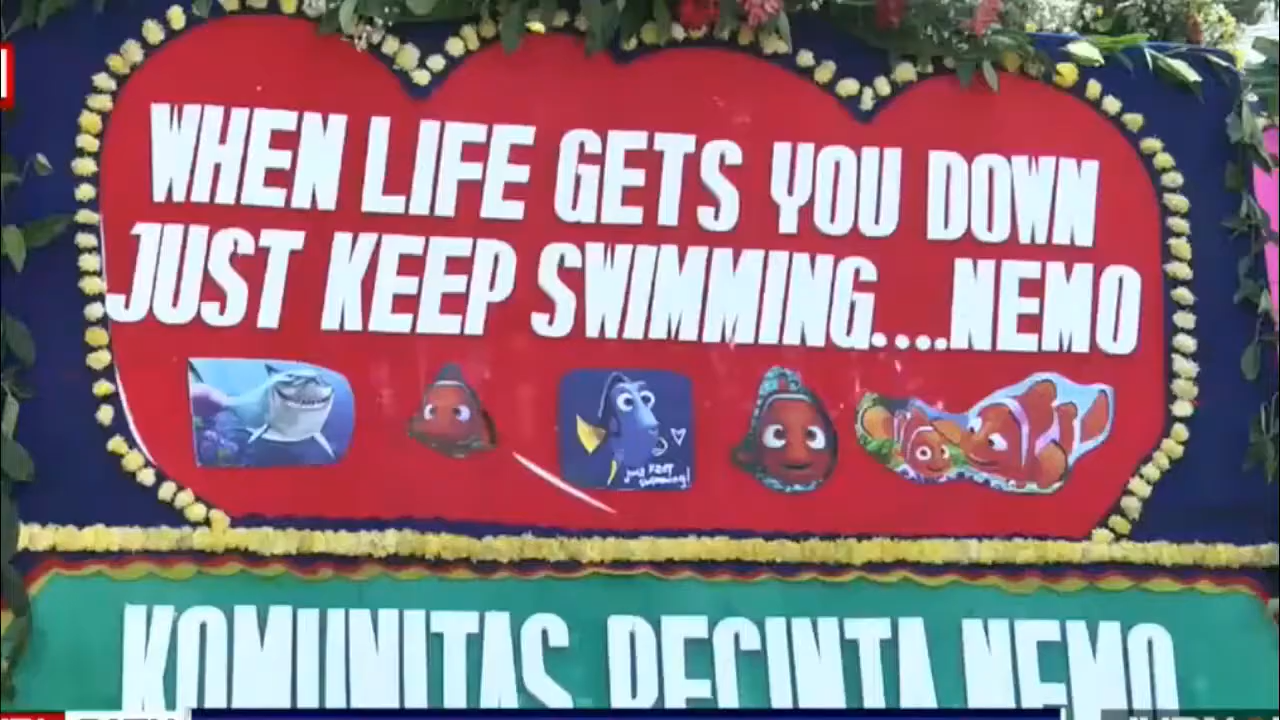 WHEN LIFE GETS YOU DOWN
JUST KEEP SWIMMING....NEMO
just KEEP
swimming!
KOMUNITAS PECINTA NEMO